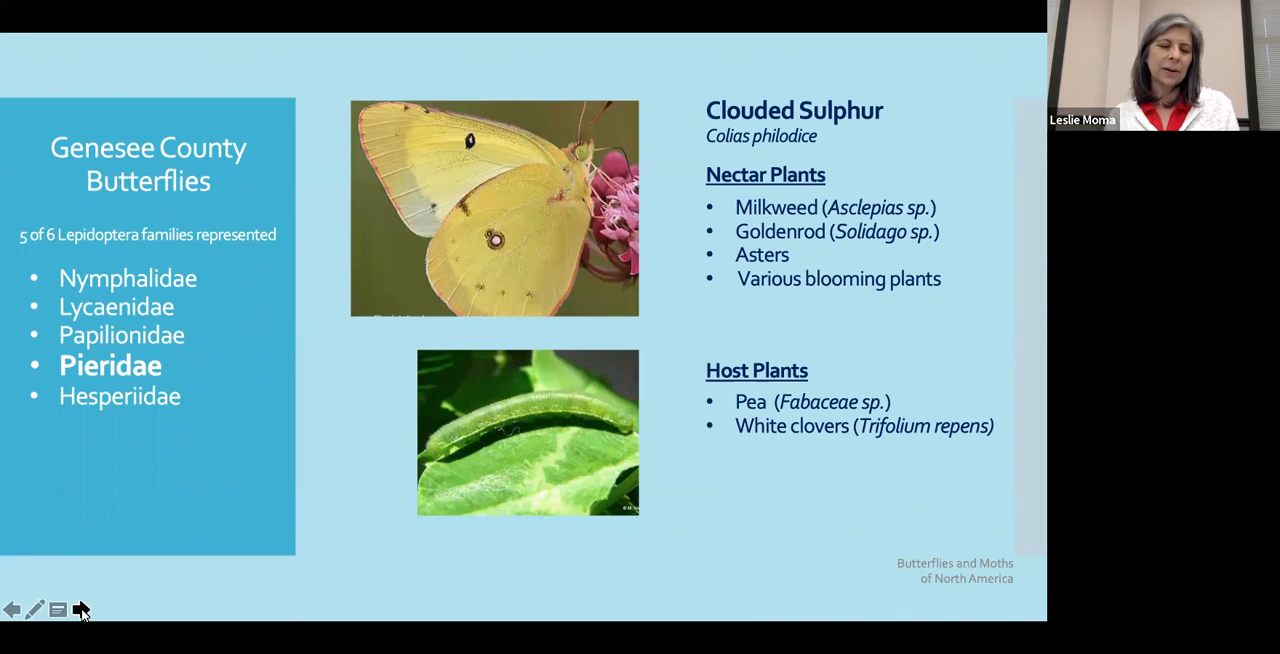 Genesee County
Butterflies
5 of 6 Lepidoptera families represented
• Nymphalidae
• Lycaenidae
• Papilionidae
• Pieridae
• Hesperiidae
Clouded Sulphur
Colias philodice
Nectar Plants
• Milkweed (Asclepias sp.)
• Goldenrod (Solidago sp.)
• Asters
• Various blooming plants
Host Plants
• Pea (Fabaceae sp.)
• White clovers (Trifolium repens)
Butterflies and Moths
of North America
Leslie Moma